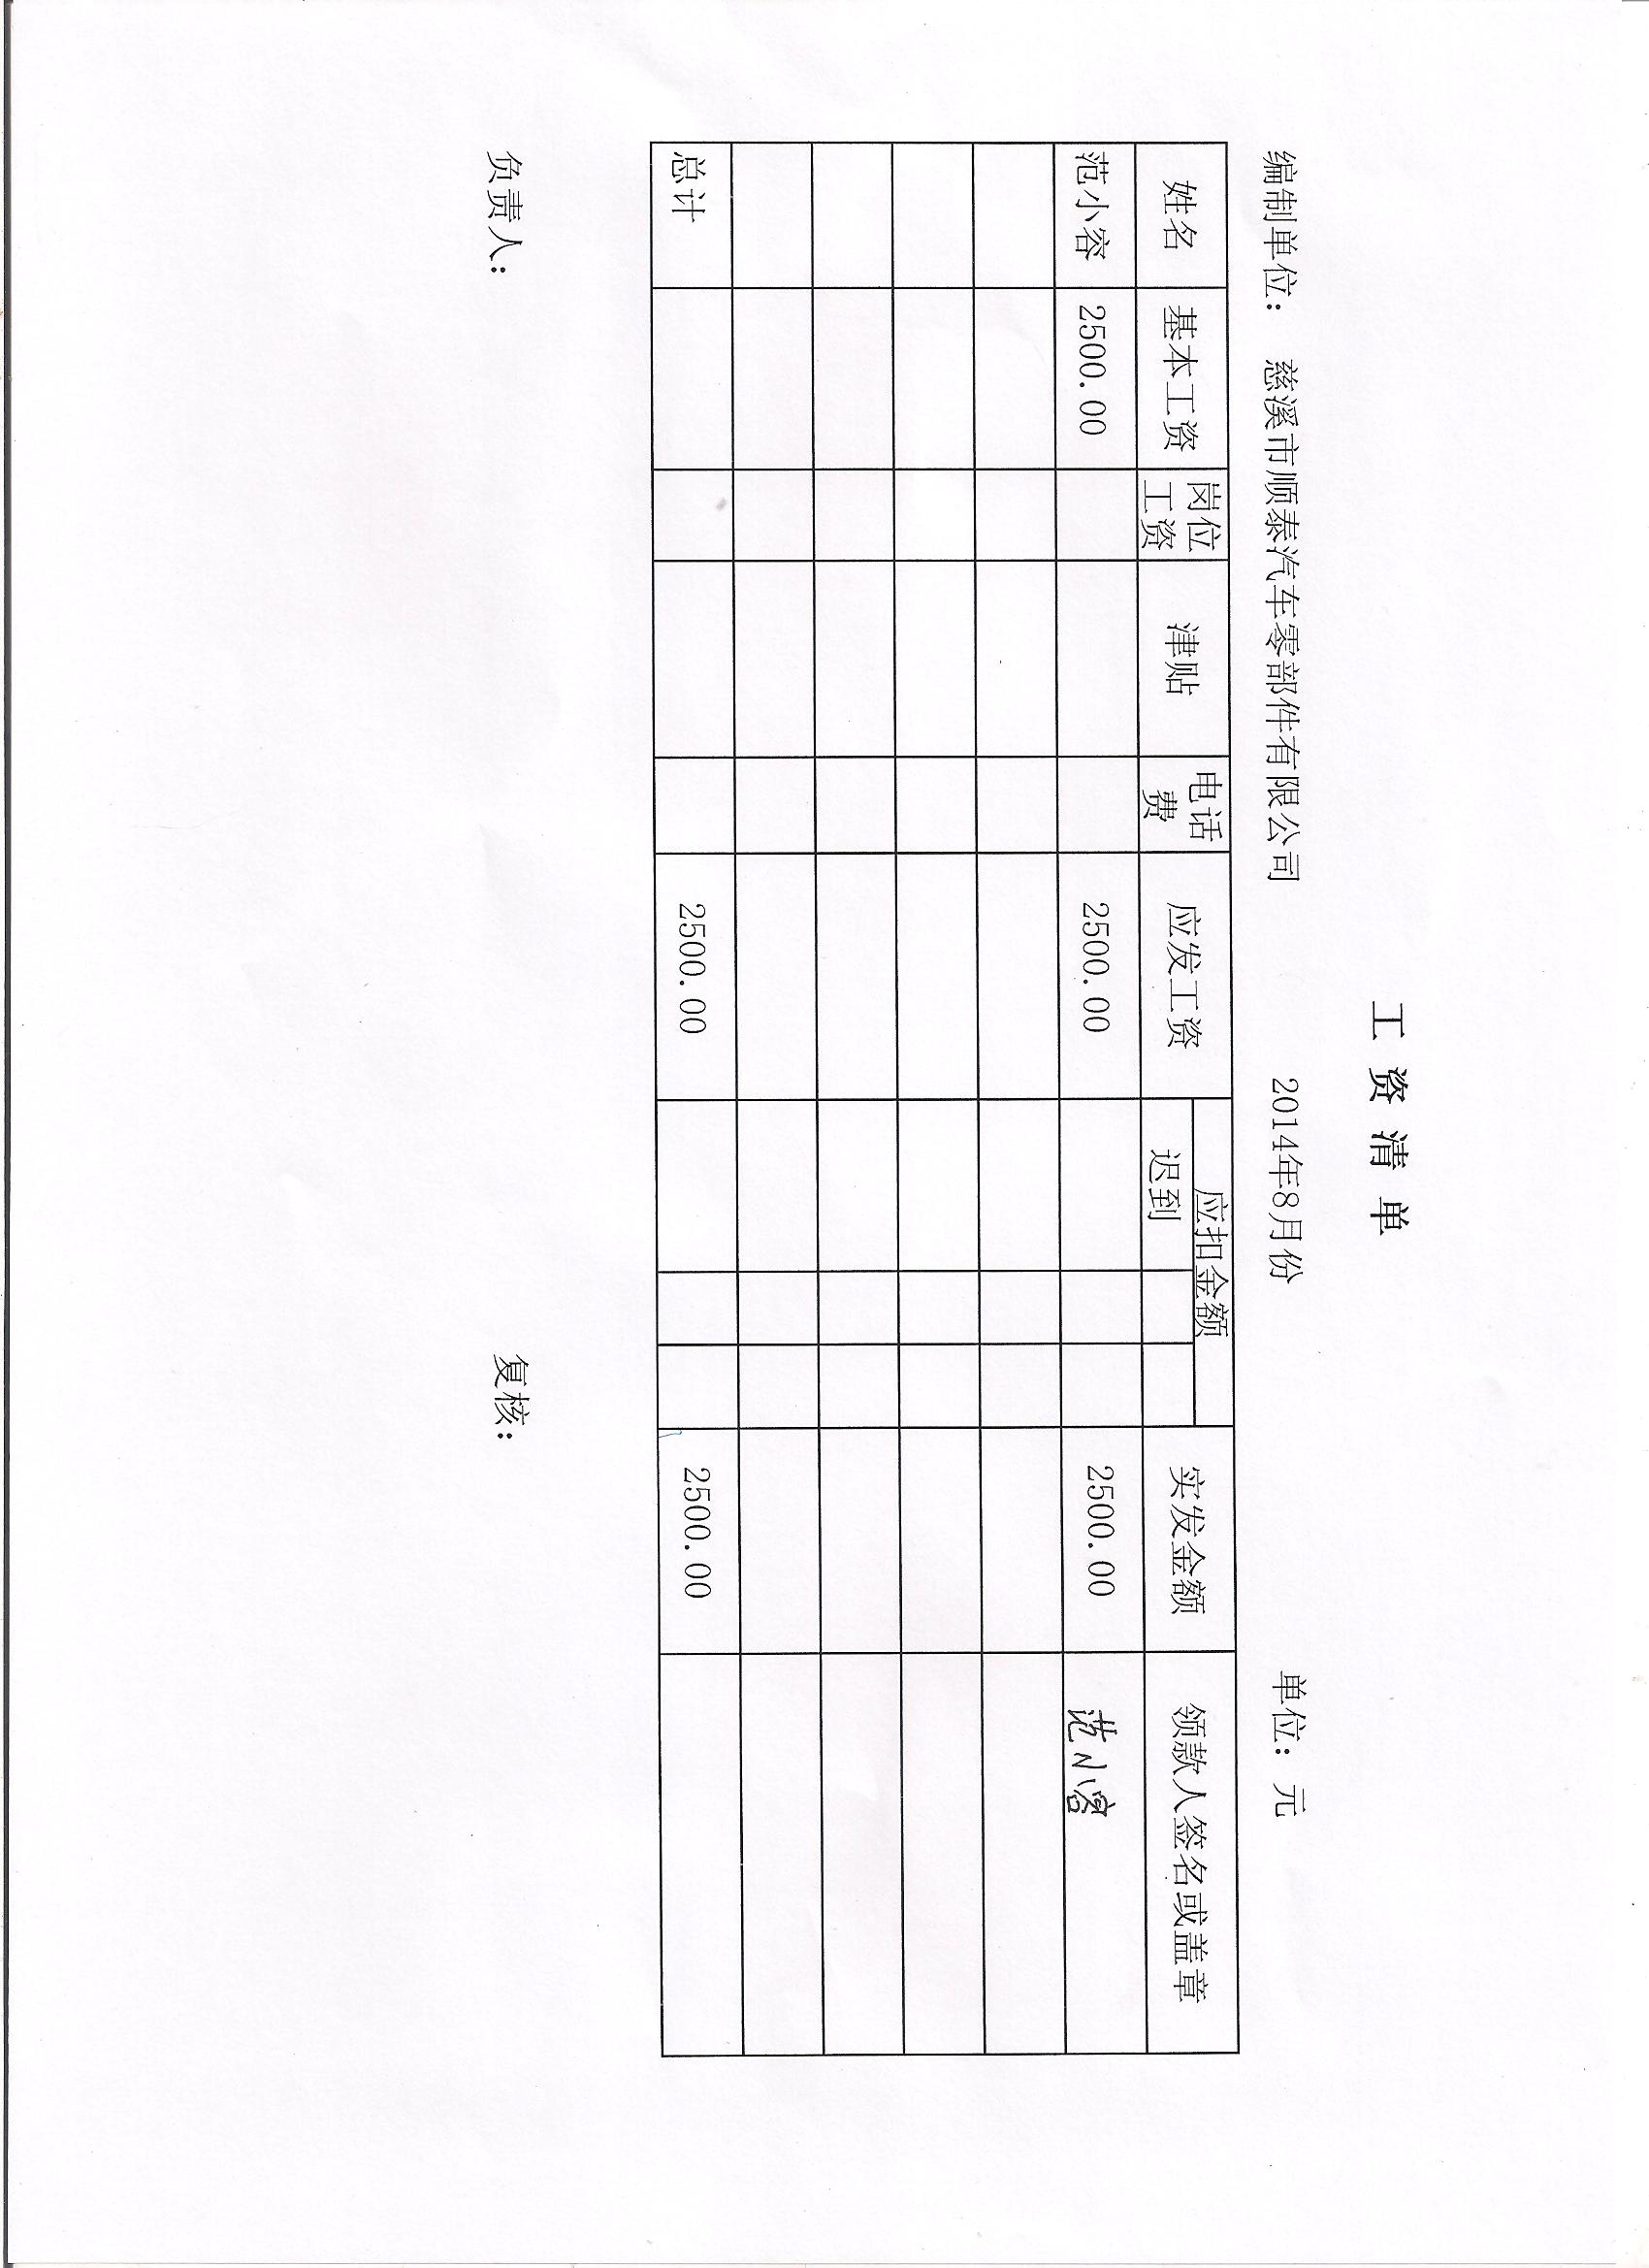 工 资 清 单
编制单位： 慈溪市顺泰汽车零部件有限公司 2014年8月份 单位：元
姓名 基本工资 岗位工资 津贴 电话费 应发工资 应扣金额 实发金额 领款人签名或盖章
迟到
范小容 2500.00 2500.00 2500.00 范小容
总计 2500.00 2500.00
负责人： 复核：